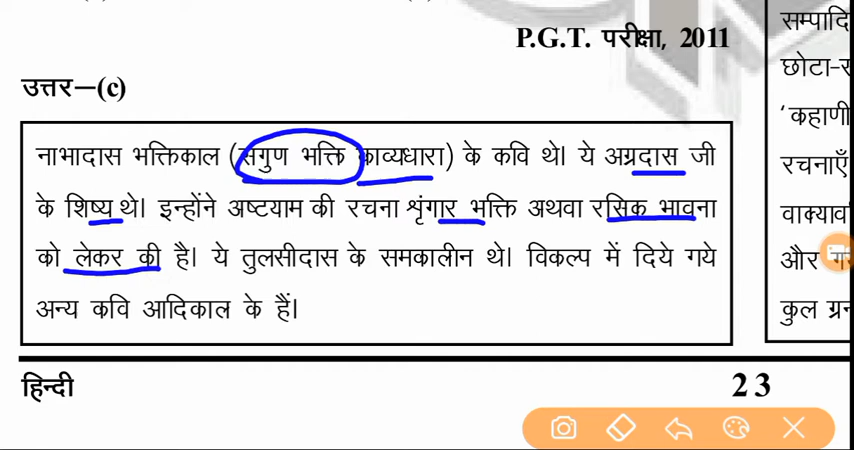 P.G.T. परीक्षा, 2011
उत्तर–(c)
नाभादास भक्तिकाल (सगुण भक्ति काव्यधारा) के कवि थे। ये अग्रदास जी
के शिष्य थे। इन्होंने अष्टयाम की रचना शृंगार भक्ति अथवा रसिक भावना
को लेकर की है। ये तुलसीदास के समकालीन थे। विकल्प में दिये गये
अन्य कवि आदिकाल के हैं।
हिन्दी 23
सम्पादि
छोटा-र
'कहाणी
रचनाएँ
वाक्याव
और
कुल ग्रन